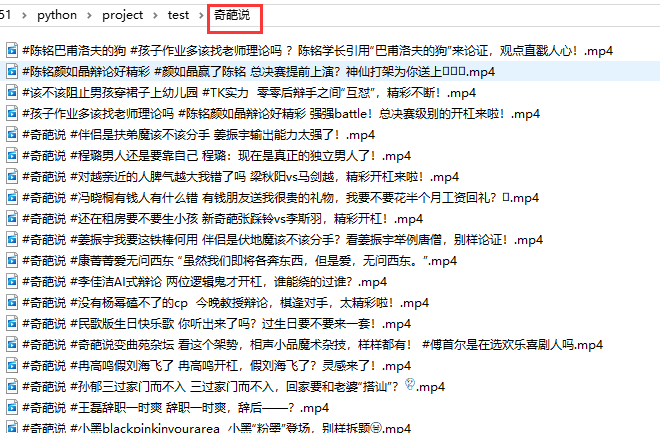 51 › python › project › test › 奇葩说
#陈铭巴甫洛夫的狗 #孩子作业多该找老师理论吗？陈铭学长引用“巴甫洛夫的狗”来论证，观点直戳人心！.mp4
#陈铭颜如晶辩论好精彩 #颜如晶赢了陈铭 总决赛提前上演？神仙打架为你送上□□□.mp4
#该不该阻止男孩穿裙子上幼儿园 #TK实力 零零后辩手之间“互怼”，精彩不断！.mp4
#孩子作业多该找老师理论吗 #陈铭颜如晶辩论好精彩 强强battle！总决赛级别的开杠来啦！.mp4
#奇葩说 #伴侣是扶弟魔该不该分手 姜振宇输出能力太强了！.mp4
#奇葩说 #程璐男人还是要靠自己 程璐：现在是真正的独立男人了！.mp4
#奇葩说 #对越亲近的人脾气越大我错了吗 梁秋阳vs马剑越，精彩开杠来啦！.mp4
#奇葩说 #冯晓桐有钱人有什么错 有钱朋友送我很贵的礼物，我要不要花半个月工资回礼？□.mp4
#奇葩说 #还在租房要不要生小孩 新奇葩张踩铃vs李斯羽，精彩开杠！.mp4
#奇葩说 #姜振宇我要这铁棒何用 伴侣是伏地魔该不该分手？看姜振宇举例唐僧，别样论证！.mp4
#奇葩说 #康菁菁爱无问西东 “虽然我们即将各奔东西，但是爱，无问西东。”.mp4
#奇葩说 #李佳洁AI式辩论 两位逻辑鬼才开杠，谁能绕的过谁？.mp4
#奇葩说 #没有杨幂磕不了的cp 今晚教授辩论，棋逢对手，太精彩啦！.mp4
#奇葩说 #民歌版生日快乐歌 你听出来了吗？过生日要不要来一套！.mp4
#奇葩说 #奇葩说变曲苑杂坛 看这个架势，相声小品魔术杂技，样样都有！ #傅首尔是在选欢乐喜剧人吗.mp4
#奇葩说 #冉高鸣假刘海飞了 冉高鸣开杠，假刘海飞了？灵感来了！.mp4
#奇葩说 #孙郁三过家门而不入 三过家门而不入，回家要和老婆“搭讪”？.mp4
#奇葩说 #王磊辞职一时爽 辞职一时爽，辞后——？.mp4
#奇葩说 #小黑blackpinkinyourarea 小黑“粉墨”登场，别样拆题.mp4